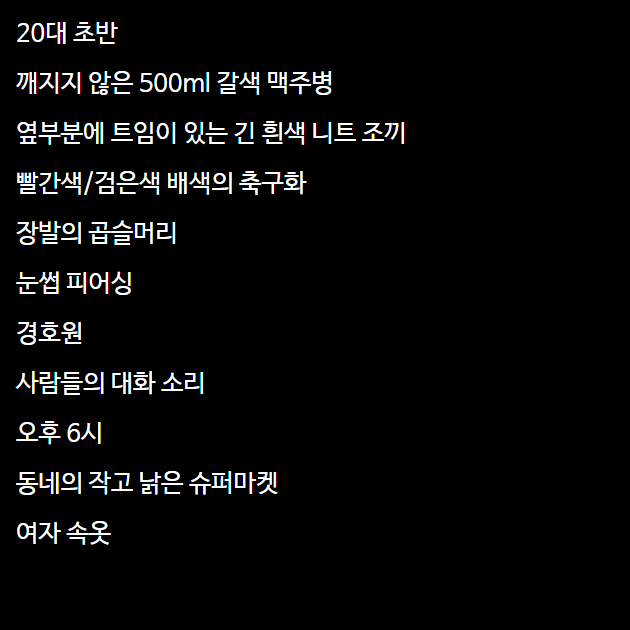 20대 초반
깨지지 않은 500ml 갈색 맥주병
옆부분에 트임이 있는 긴 흰색 니트 조끼
빨간색/검은색 배색의 축구화
장발의 곱슬머리
눈썹 피어싱
경호원
사람들의 대화 소리
오후 6시
동네의 작고 낡은 슈퍼마켓
여자 속옷